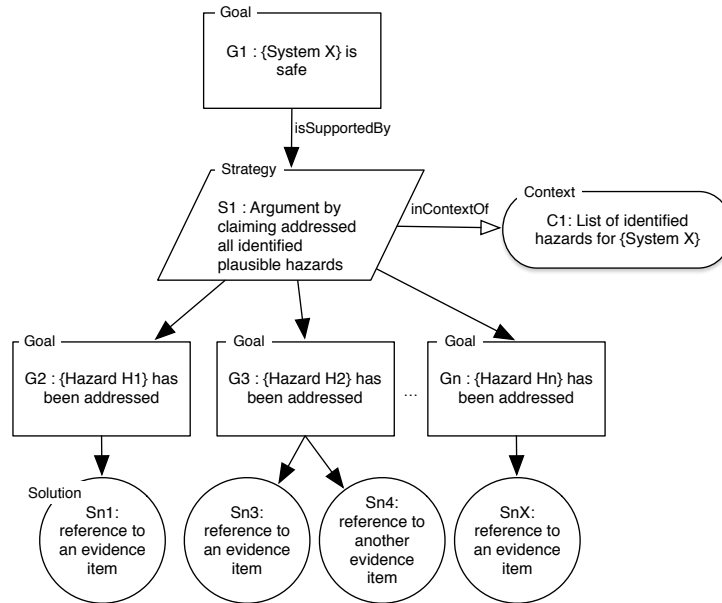 Goal
G1 : {System X} is
safe
isSupportedBy
Strategy
S1 : Argument by
claiming addressed
all identified
plausible hazards
inContextOf
Context
C1: List of identified
hazards for {System X}
Goal
G2 : {Hazard H1} has
been addressed
Goal
G3 : {Hazard H2} has
been addressed
...
Goal
Gn : {Hazard Hn} has
been addressed
Solution
Sn1:
reference to
an evidence
item
Sn3:
reference to
an evidence
item
Sn4:
reference to
another
evidence
item
SnX:
reference to
an evidence
item